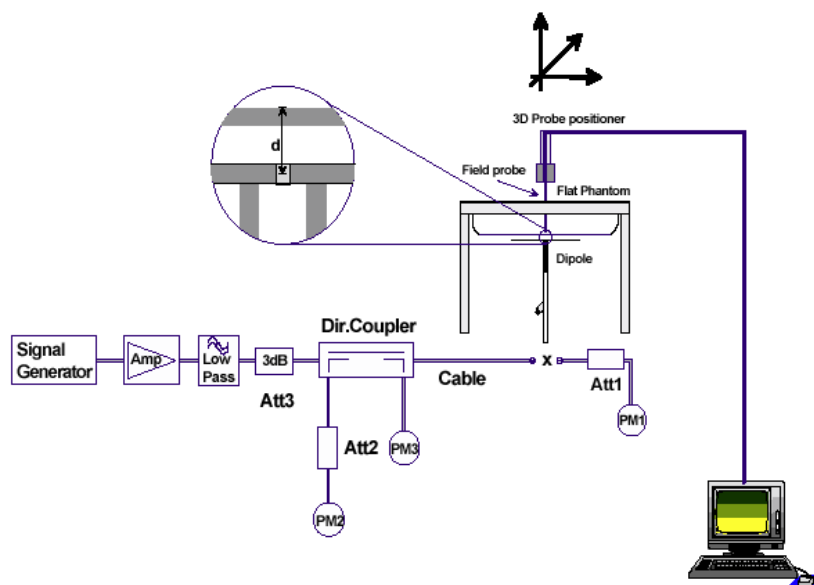 3D Probe positioner
d
Field probe
Flat Phantom
Dipole
Dir.Coupler
Signal
Generator
Amp
Low
Pass
3dB
Att3
Cable
x
Att1
PM1
Att2
PM3
PM2